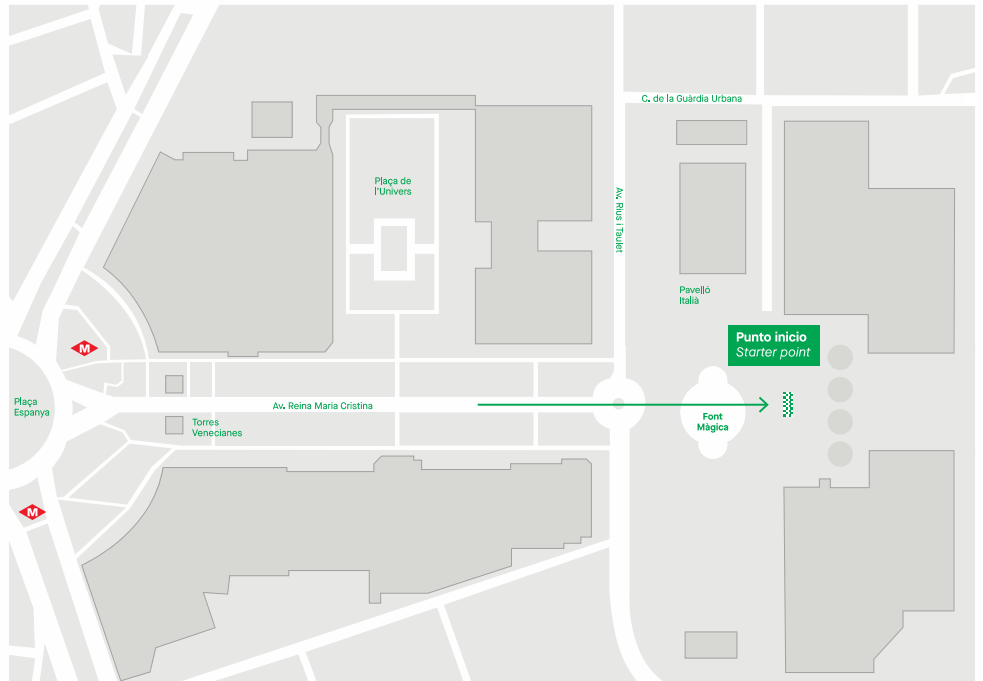 C. de la Guàrdia Urbana
Plaça de
l'Univers
Av. Rius i Taulet
Pavelló
Italià
Punto inicio
Starter point
M
Plaça
Espanya
Av. Reina Maria Cristina
Torres
Venecianes
Font
Màgica
M